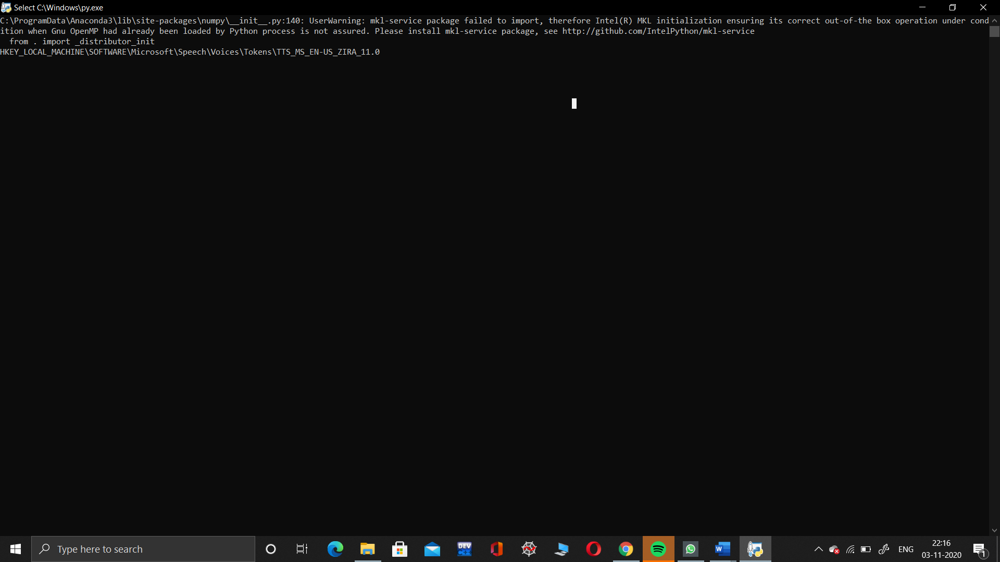 Select C:\Windows\py.exe
C:\ProgramData\Anaconda3\lib\site-packages\numpy\__init__.py:140: UserWarning: mkl-service package failed to import, therefore Intel(R) MKL initialization ensuring its correct out-of-the box operation under cond
ition when Gnu OpenMP had already been loaded by Python process is not assured. Please install mkl-service package, see http://github.com/IntelPython/mkl-service
  from . import _distributor_init
HKEY_LOCAL_MACHINE\SOFTWARE\Microsoft\Speech\Voices\Tokens\TTS_MS_EN-US_ZIRA_11.0
Type here to search
DEV
C++
W
ENG
22:16
03-11-2020
1